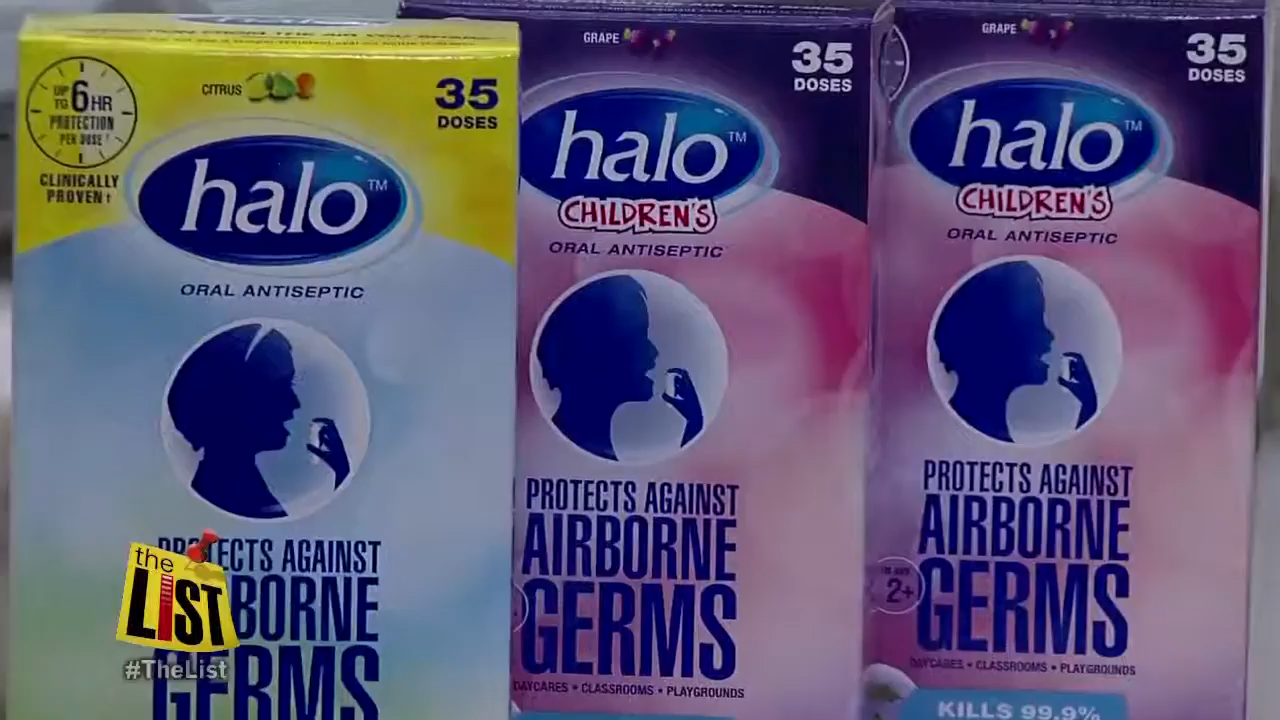 CITRUS
35
DOSES
UP
TO 6HR
PROTECTION
PER DOSE†
CLINICALLY
PROVEN†
halo™
ORAL ANTISEPTIC
PROTECTS AGAINST
BORNE
GERMS
the
LIST
#TheList
GRAPE
35
DOSES
halo™
CHILDREN'S
ORAL ANTISEPTIC
PROTECTS AGAINST
AIRBORNE
GERMS
DAYCARES • CLASSROOMS • PLAYGROUNDS
GRAPE
35
DOSES
halo™
CHILDREN'S
ORAL ANTISEPTIC
PROTECTS AGAINST
AIRBORNE
2+
GERMS
DAYCARES • CLASSROOMS • PLAYGROUNDS
KILLS 99.9%